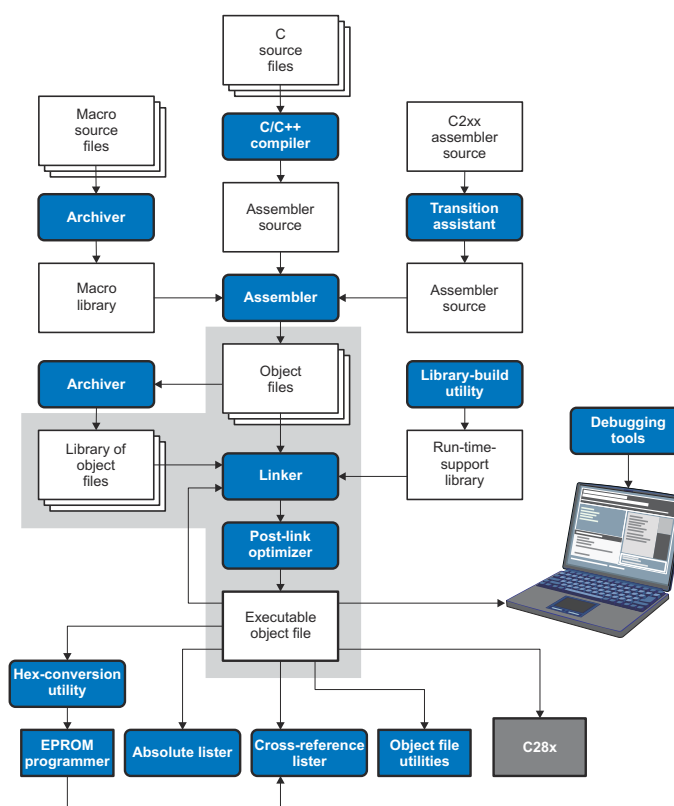 C
source
files
Macro
source
files
C/C++
compiler
C2xx
assembler
source
Archiver
Assembler
source
Transition
assistant
Macro
library
Assembler
Assembler
source
Archiver
Object
files
Library-build
utility
Debugging
tools
Library of
object
files
Linker
Run-time-
support
library
Post-link
optimizer
Executable
object file
Hex-conversion
utility
EPROM
programmer
Absolute lister
Cross-reference
lister
Object file
utilities
C28x